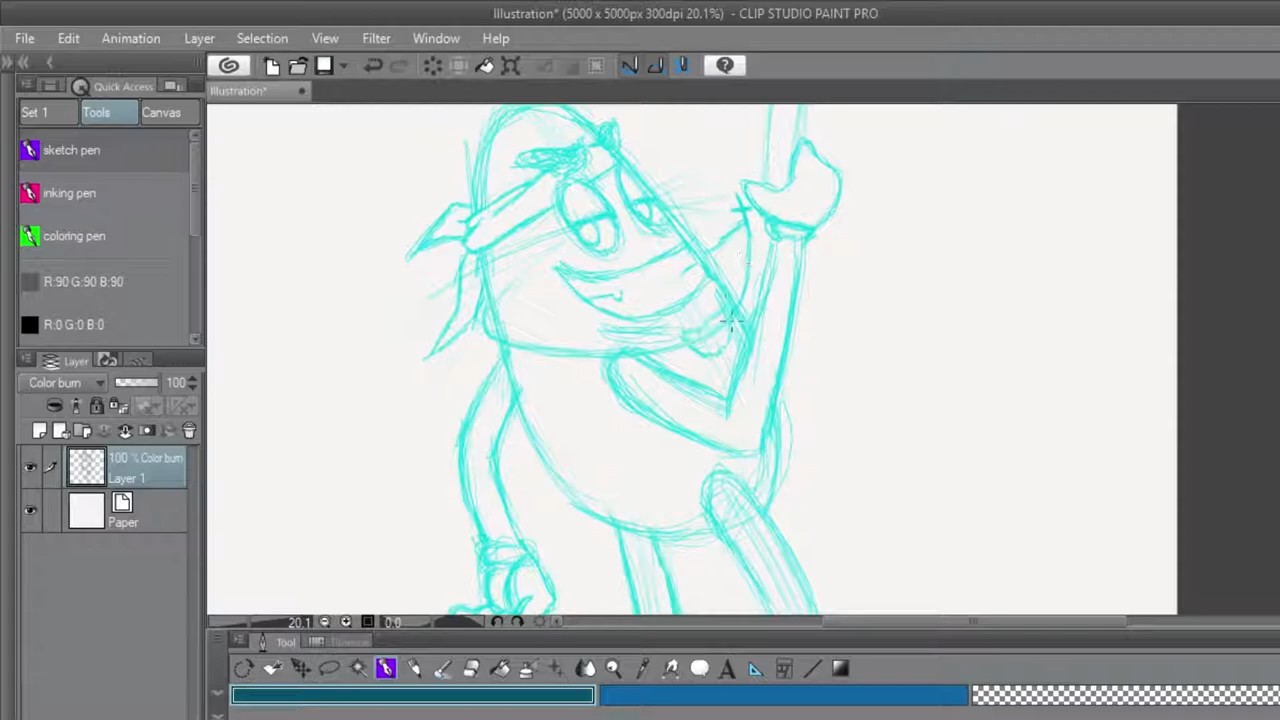 Illustration* (5000 x 5000px 300dpi 20.1%) - CLIP STUDIO PAINT PRO
File Edit Animation Layer Selection View Filter Window Help
Quick Access
Illustration*
Set 1 Tools Canvas
sketch pen
inking pen
coloring pen
R:90 G:90 B:90
R:0 G:0 B:0
Layer
Color burn 100
100 % Color burn
Layer 1
Paper
20.1 0.0
Tool Timeline